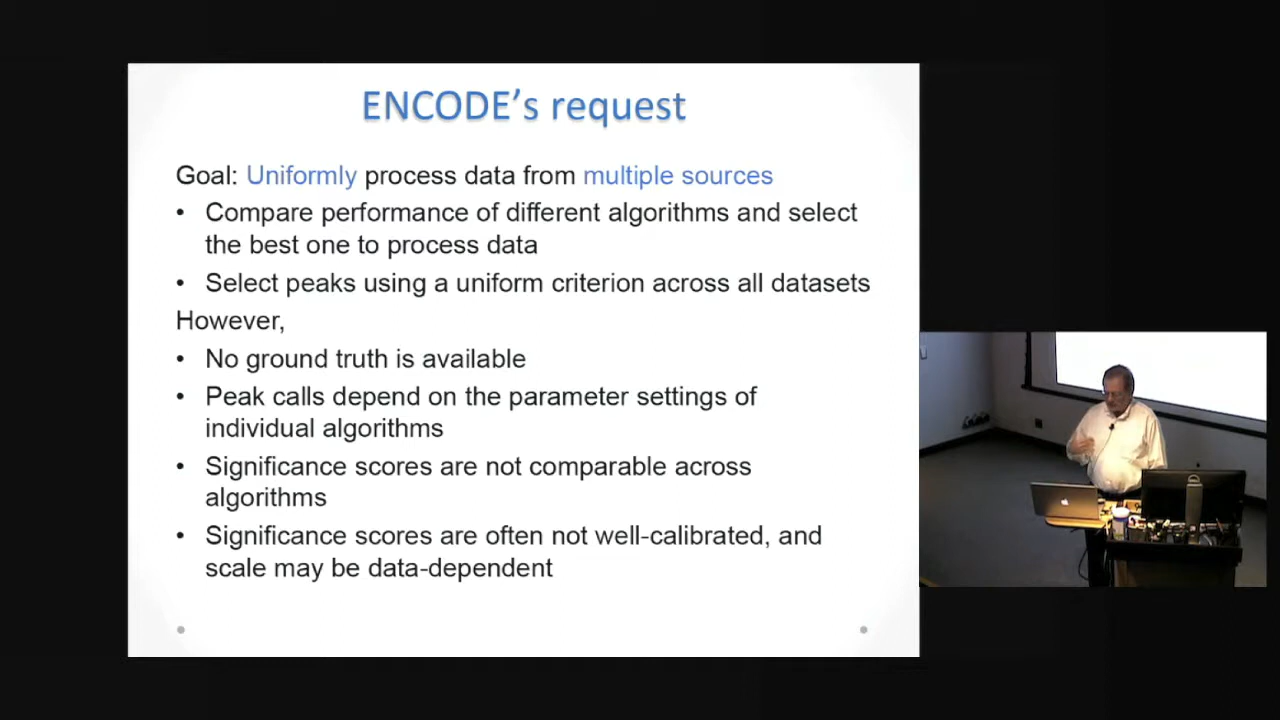 ENCODE's request
Goal: Uniformly process data from multiple sources
• Compare performance of different algorithms and select
the best one to process data
• Select peaks using a uniform criterion across all datasets
However,
• No ground truth is available
• Peak calls depend on the parameter settings of
individual algorithms
• Significance scores are not comparable across
algorithms
• Significance scores are often not well-calibrated, and
scale may be data-dependent